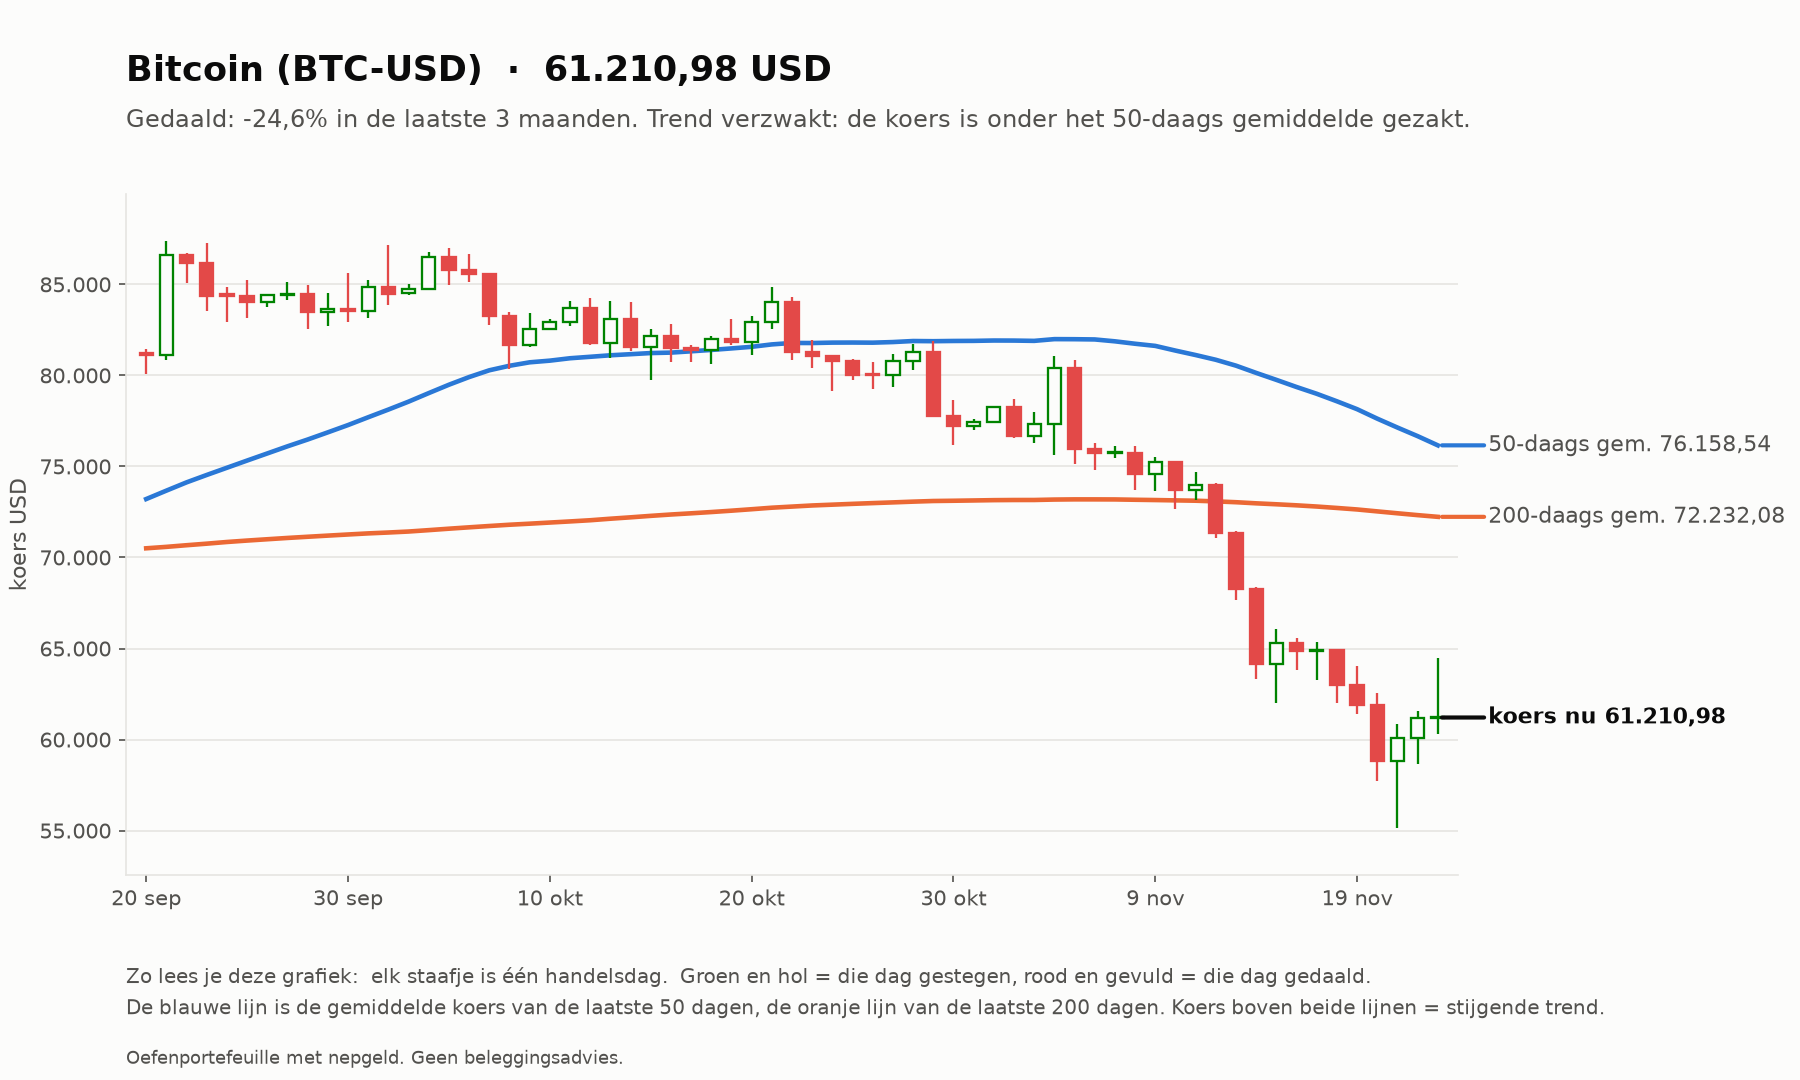 Bitcoin (BTC-USD)  ·  61.210,98 USD
Gedaald: -24,6% in de laatste 3 maanden. Trend verzwakt: de koers is onder het 50-daags gemiddelde gezakt.
koers USD
85.000
80.000
75.000
70.000
65.000
60.000
55.000
50-daags gem. 76.158,54
200-daags gem. 72.232,08
koers nu 61.210,98
20 sep
30 sep
10 okt
20 okt
30 okt
9 nov
19 nov
Zo lees je deze grafiek:  elk staafje is één handelsdag.  Groen en hol = die dag gestegen, rood en gevuld = die dag gedaald.
De blauwe lijn is de gemiddelde koers van de laatste 50 dagen, de oranje lijn van de laatste 200 dagen. Koers boven beide lijnen = stijgende trend.
Oefenportefeuille met nepgeld. Geen beleggingsadvies.